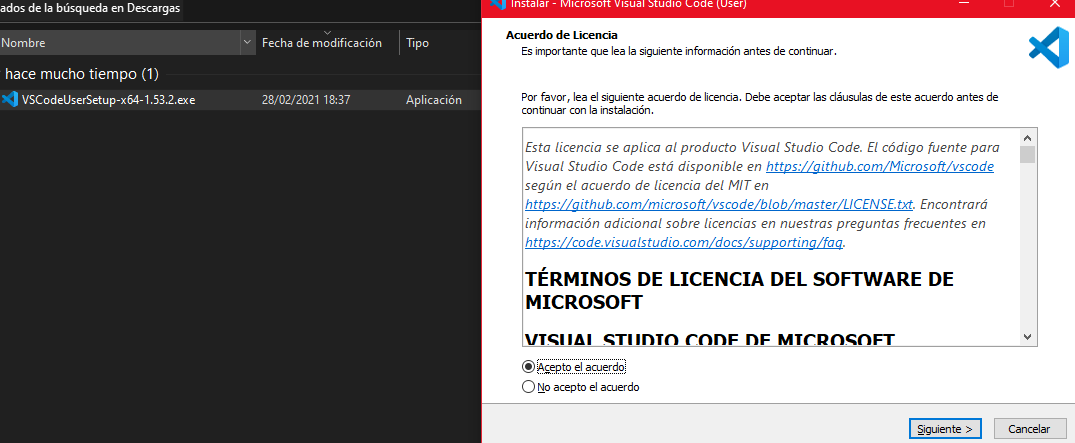 ados de la búsqueda en Descargas
Nombre
Fecha de modificación
Tipo
hace mucho tiempo (1)
VSCodeUserSetup-x64-1.53.2.exe
28/02/2021 18:37
Aplicación
Instalar - Microsoft Visual Studio Code (User)
Acuerdo de Licencia
Es importante que lea la siguiente información antes de continuar.
Por favor, lea el siguiente acuerdo de licencia. Debe aceptar las cláusulas de este acuerdo antes de
continuar con la instalación.
Esta licencia se aplica al producto Visual Studio Code. El código fuente para
Visual Studio Code está disponible en https://github.com/Microsoft/vscode
según el acuerdo de licencia del MIT en
https://github.com/microsoft/vscode/blob/master/LICENSE.txt. Encontrará
información adicional sobre licencias en nuestras preguntas frecuentes en
https://code.visualstudio.com/docs/supporting/faq.
TÉRMINOS DE LICENCIA DEL SOFTWARE DE
MICROSOFT
VISUAL STUDIO CODE DE MICROSOFT
Acepto el acuerdo
No acepto el acuerdo
Siguiente >
Cancelar